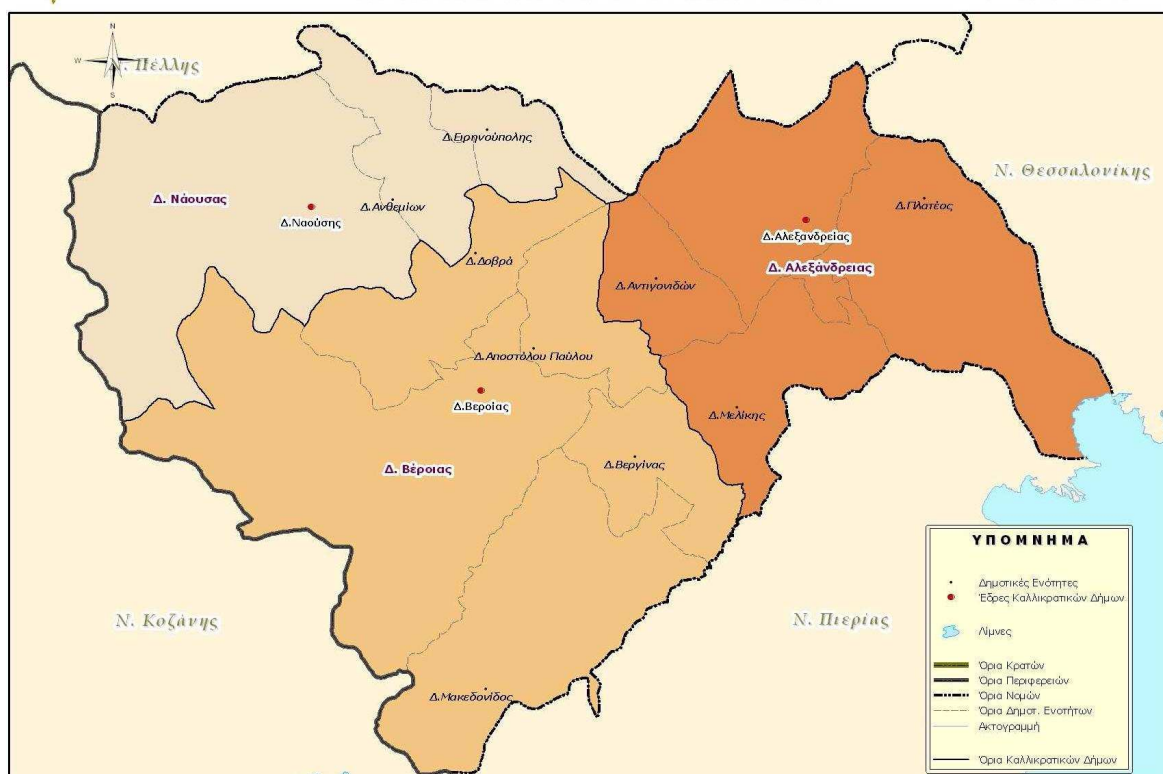 N
W
S
Ν. Πέλλης
Δ.Ειρηνούπολης
Ν. Θεσσαλονίκης
Δ. Νάουσας
Δ.Ναούσης
Δ.Ανθεμίων
Δ.Πλατέος
Δ.Αλεξανδρείας
Δ. Αλεξάνδρειας
Δ.Δοβρά
Δ.Αντιγονιδών
Δ.Αποστόλου Παύλου
Δ.Βεροίας
Δ.Μελίκης
Δ. Βέροιας
Δ.Βεργίνας
Ν. Κοζάνης
Ν. Πιερίας
Δ.Μακεδονίδος
ΥΠΟΜΝΗΜΑ
Δημοτικές Ενότητες
Έδρες Καλλικρατικών Δήμων
Λίμνες
Όρια Κρατών
Όρια Περιφερειών
Όρια Νομών
Όρια Δημοτ. Ενοτήτων
Ακτογραμμή
Όρια Καλλικρατικών Δήμων